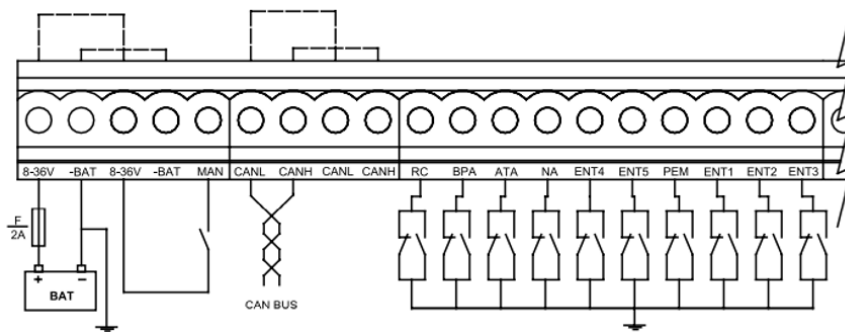 8-36V -BAT 8-36V -BAT MAN CANL CANH CANL CANH RC BPA ATA NA ENT4 ENT5 PEM ENT1 ENT2 ENT3
F
2A
+ −
BAT
CAN BUS